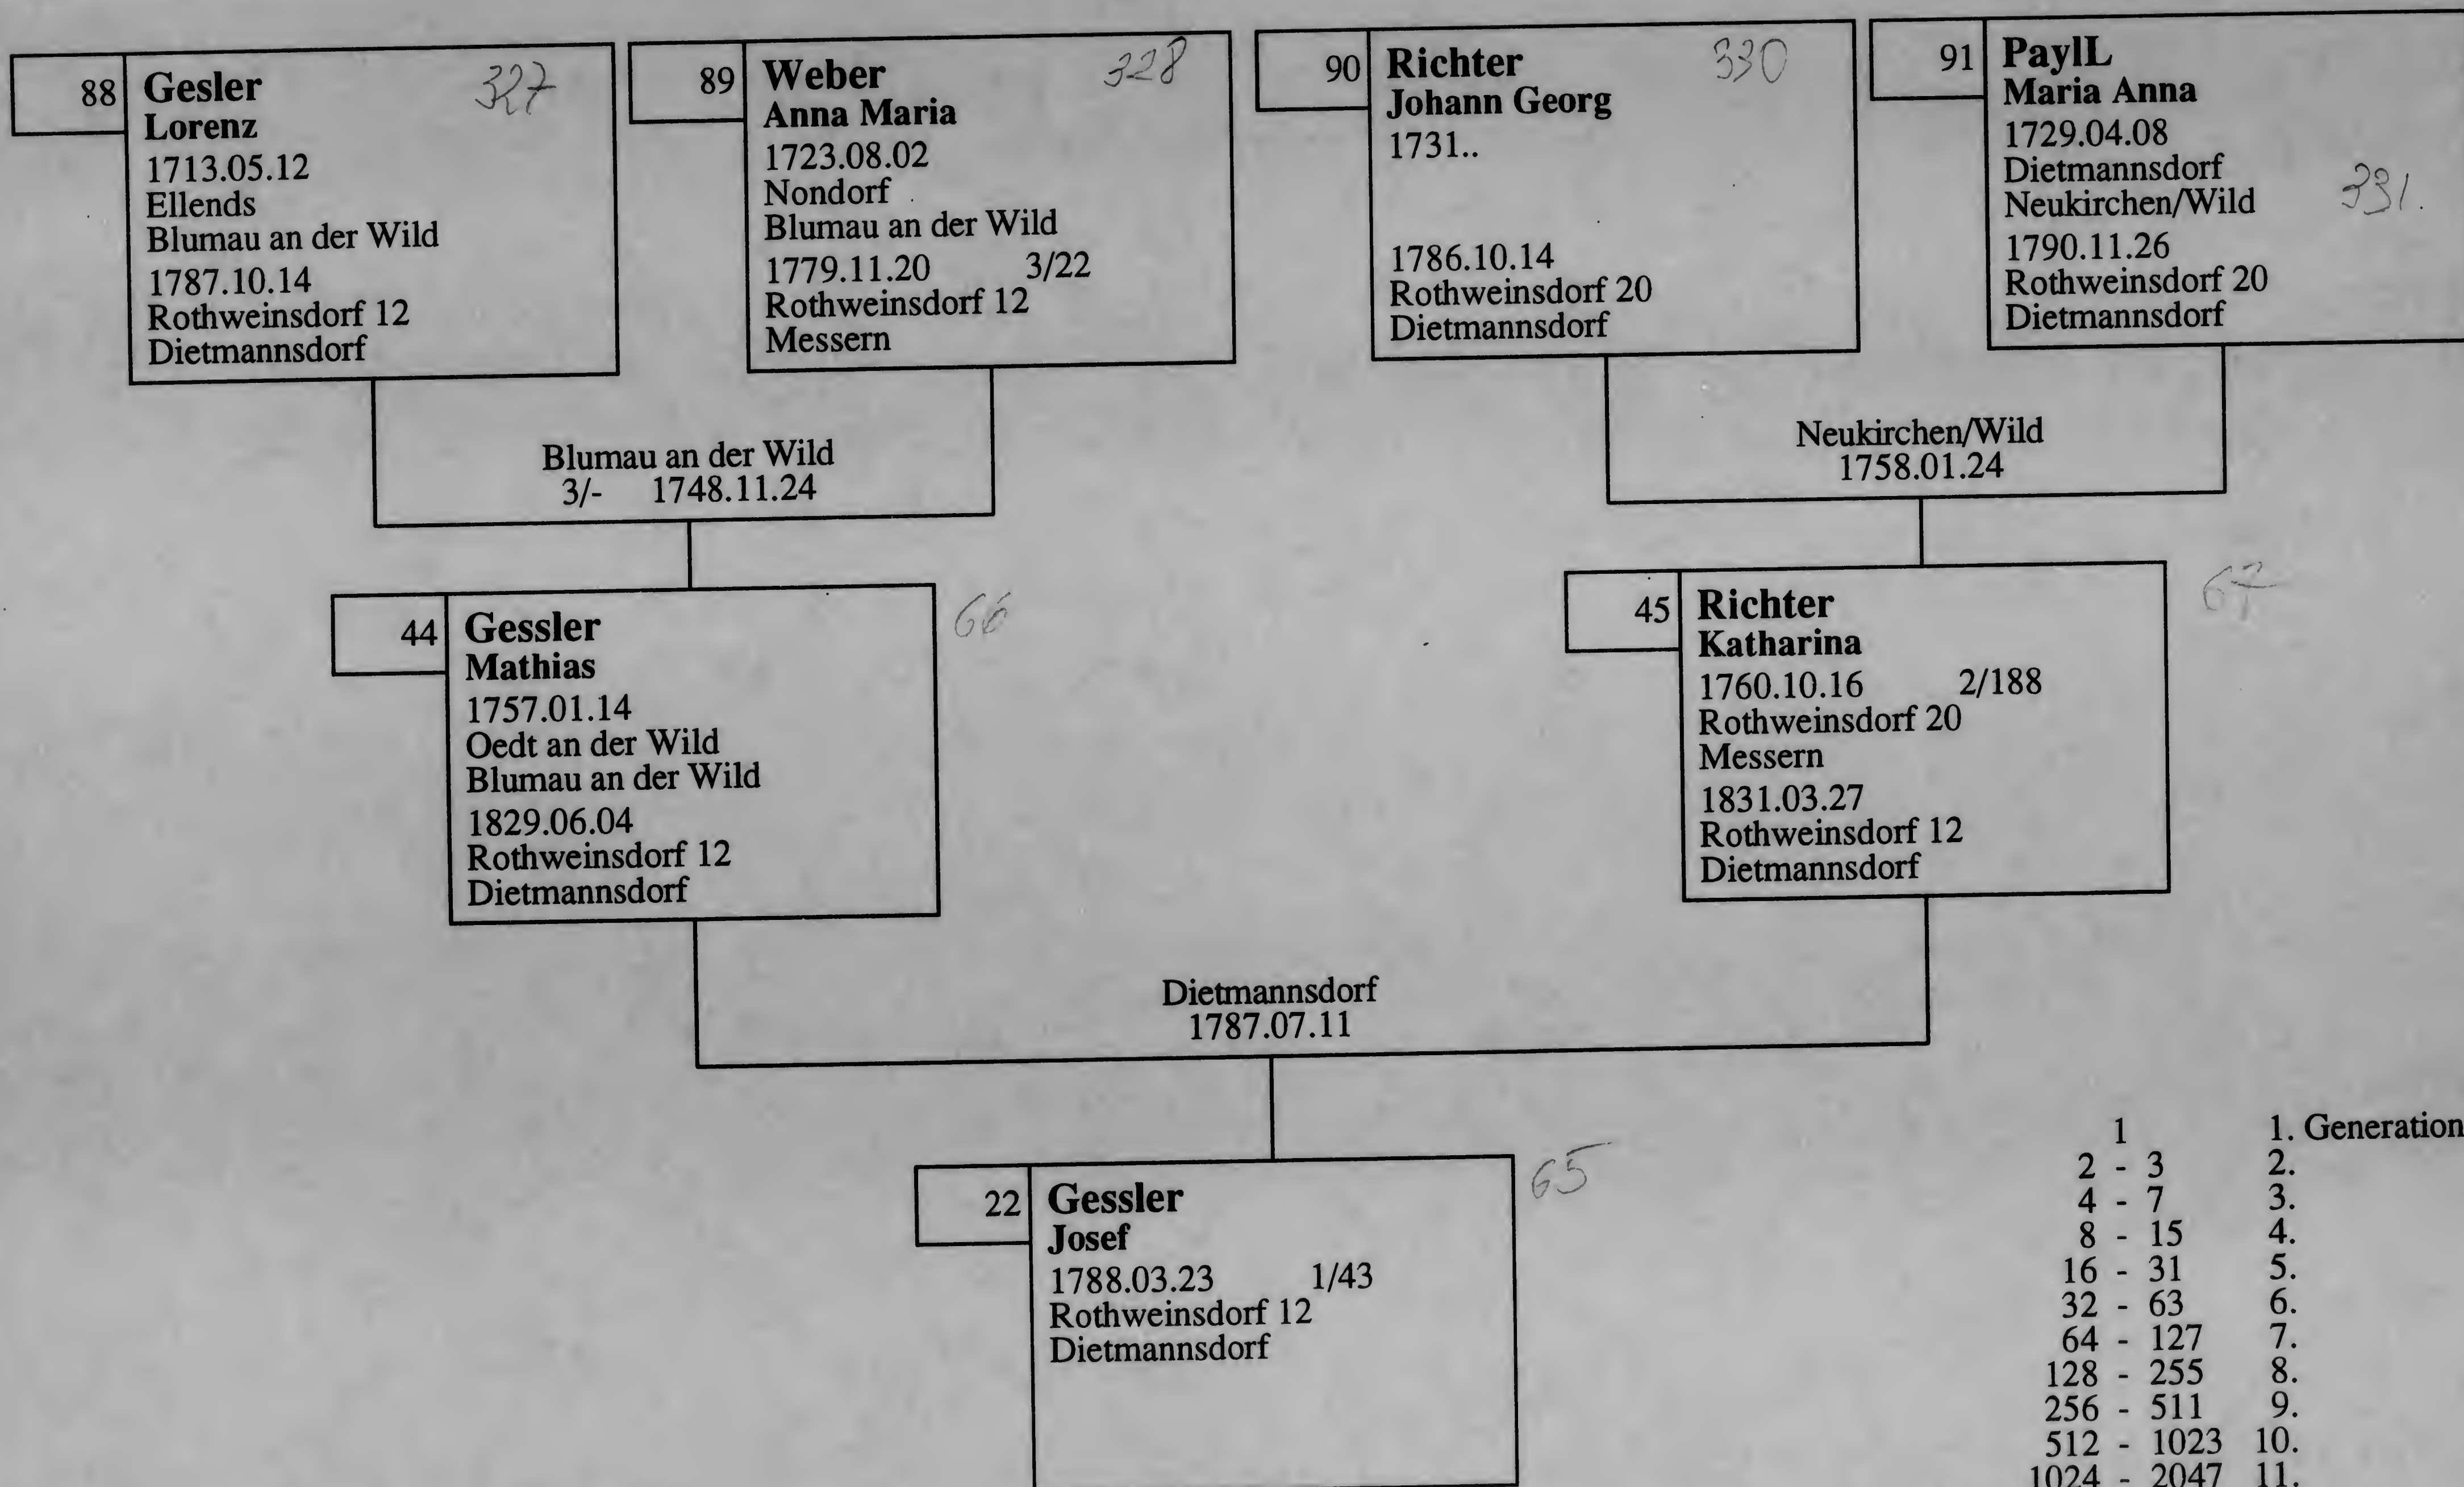 88
Gesler 327
Lorenz
1713.05.12
Ellends
Blumau an der Wild
1787.10.14
Rothweinsdorf 12
Dietmannsdorf
89
Weber 328
Anna Maria
1723.08.02
Nondorf
Blumau an der Wild
1779.11.20 3/22
Rothweinsdorf 12
Messern
90
Richter 330
Johann Georg
1731..
1786.10.14
Rothweinsdorf 20
Dietmannsdorf
91
PaylL
Maria Anna
1729.04.08
Dietmannsdorf
Neukirchen/Wild 331.
1790.11.26
Rothweinsdorf 20
Dietmannsdorf
Blumau an der Wild
3/- 1748.11.24
Neukirchen/Wild
1758.01.24
44
Gessler 66
Mathias
1757.01.14
Oedt an der Wild
Blumau an der Wild
1829.06.04
Rothweinsdorf 12
Dietmannsdorf
45
Richter 67
Katharina
1760.10.16 2/188
Rothweinsdorf 20
Messern
1831.03.27
Rothweinsdorf 12
Dietmannsdorf
Dietmannsdorf
1787.07.11
22
Gessler 65
Josef
1788.03.23 1/43
Rothweinsdorf 12
Dietmannsdorf
1 1. Generation
2 - 3 2.
4 - 7 3.
8 - 15 4.
16 - 31 5.
32 - 63 6.
64 - 127 7.
128 - 255 8.
256 - 511 9.
512 - 1023 10.
1024 - 2047 11.